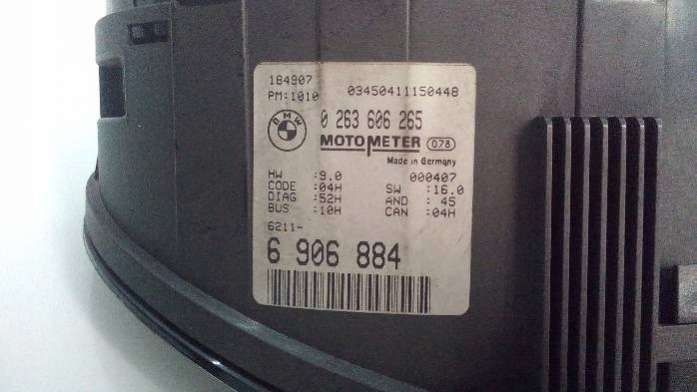 184907
PM:1010 03450411150448
BMW 0 263 606 265
MOTOMETER 078
Made in Germany
HW :9.0 000407
CODE :04H SW :16.0
DIAG :52H AND : 45
BUS :10H CAN :04H
6211-
6 906 884